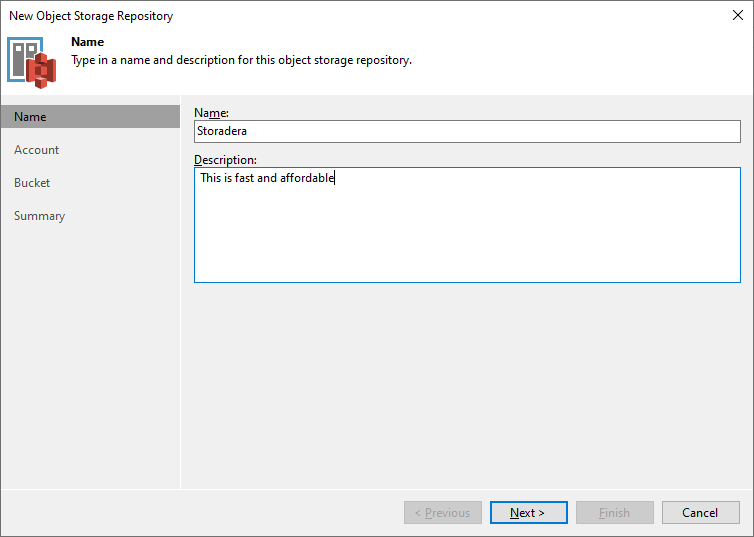 New Object Storage Repository
Name
Type in a name and description for this object storage repository.
Name
Account
Bucket
Summary
Name:
Storadera
Description:
This is fast and affordable
< Previous
Next >
Finish
Cancel